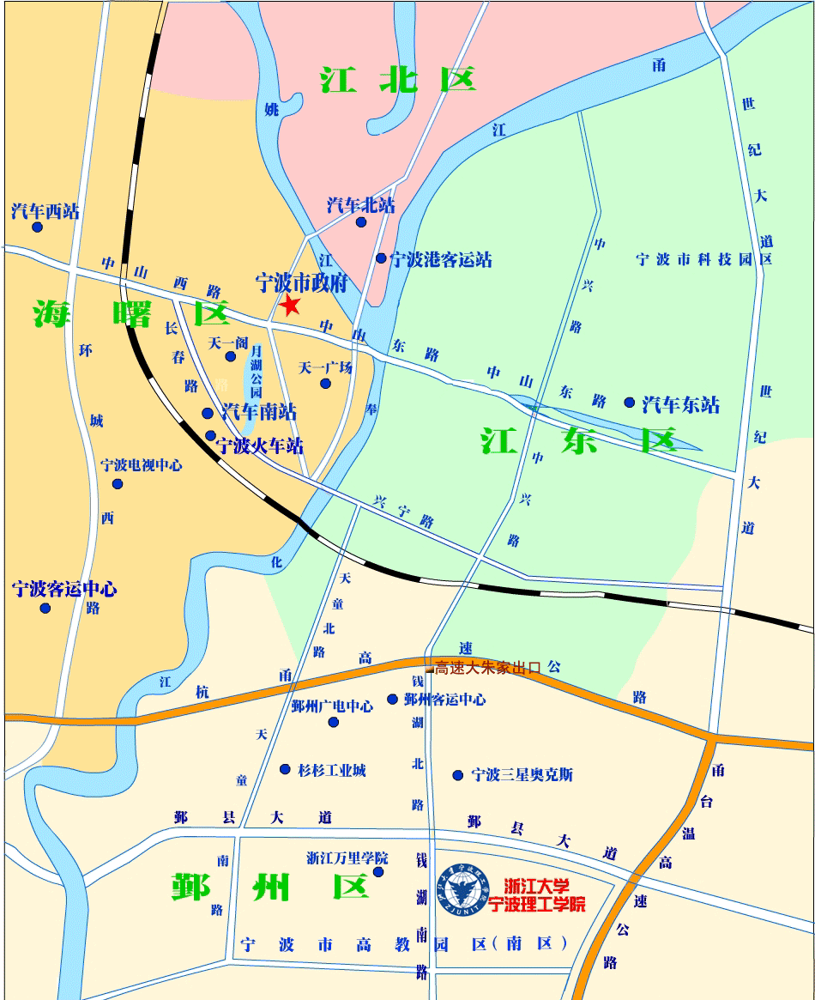 江北区
甬
江
姚
江
世纪大道
汽车西站
汽车北站
宁波港客运站
宁波市科技园区
中山西路
宁波市政府
海曙区
中兴路
长春路
天一阁
月湖公园
天一广场
中山东路
中山东路
汽车东站
环城西路
路
汽车南站
宁波火车站
奉
化
江
江东区
世纪大道
宁波电视中心
中兴路
兴宁路
宁波客运中心
天童北路
杭甬高速公路
高速大朱家出口
鄞州广电中心
鄞州客运中心
钱湖北路
天童
南路
杉杉工业城
宁波三星奥克斯
甬台温高速公路
鄞县大道
鄞县大道
浙江万里学院
钱湖南路
鄞州区
浙江大学
宁波理工学院
ZJUNIT
宁波市高教园区(南区)